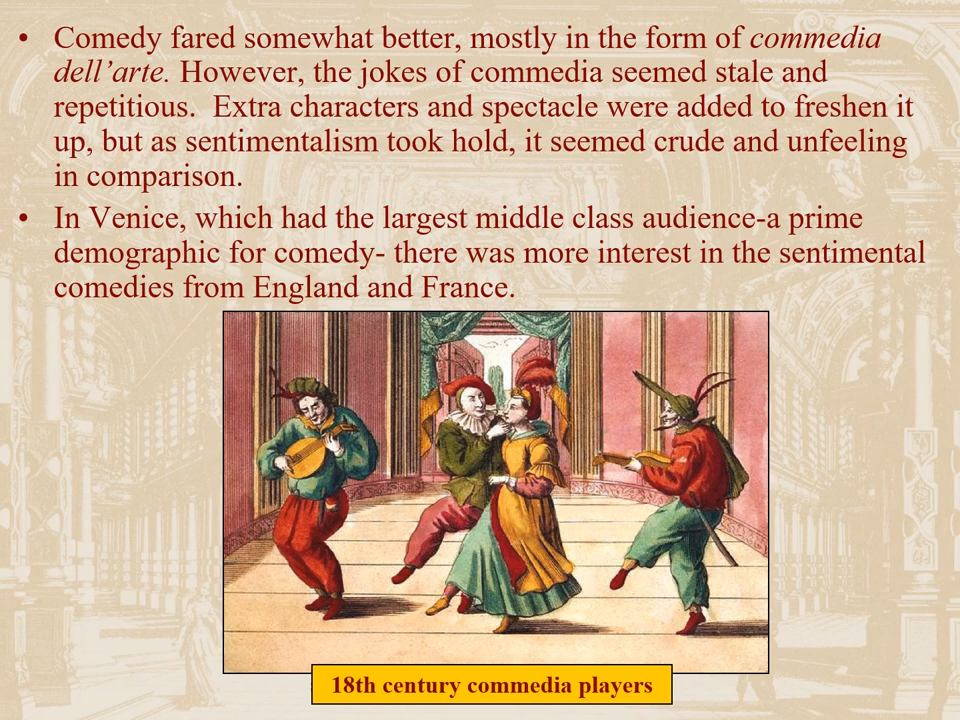 • Comedy fared somewhat better, mostly in the form of commedia
dell’arte. However, the jokes of commedia seemed stale and
repetitious.  Extra characters and spectacle were added to freshen it
up, but as sentimentalism took hold, it seemed crude and unfeeling
in comparison.
• In Venice, which had the largest middle class audience-a prime
demographic for comedy- there was more interest in the sentimental
comedies from England and France.
18th century commedia players